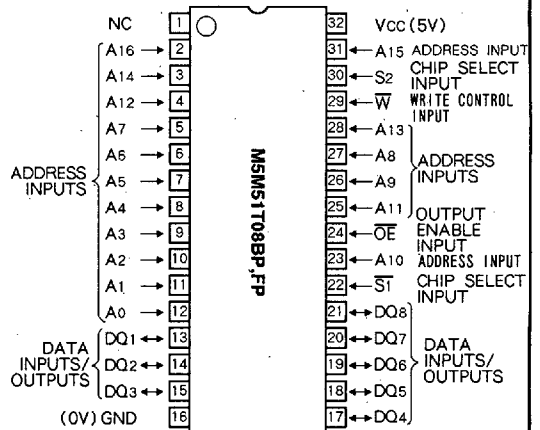 NC 1
A16 2
A14 3
A12 4
A7 5
A6 6
A5 7
A4 8
A3 9
A2 10
A1 11
A0 12
DQ1 13
DQ2 14
DQ3 15
(0V) GND 16
ADDRESS
INPUTS
DATA
INPUTS/
OUTPUTS
M5M51T08BP,FP
32 VCC (5V)
31 A15 ADDRESS INPUT
30 S2 CHIP SELECT
INPUT
29 W̅ WRITE CONTROL
INPUT
28 A13
27 A8
26 A9
25 A11
ADDRESS
INPUTS
24 O̅E̅ OUTPUT
ENABLE
INPUT
23 A10 ADDRESS INPUT
22 S̅1̅ CHIP SELECT
INPUT
21 DQ8
20 DQ7
19 DQ6
18 DQ5
17 DQ4
DATA
INPUTS/
OUTPUTS